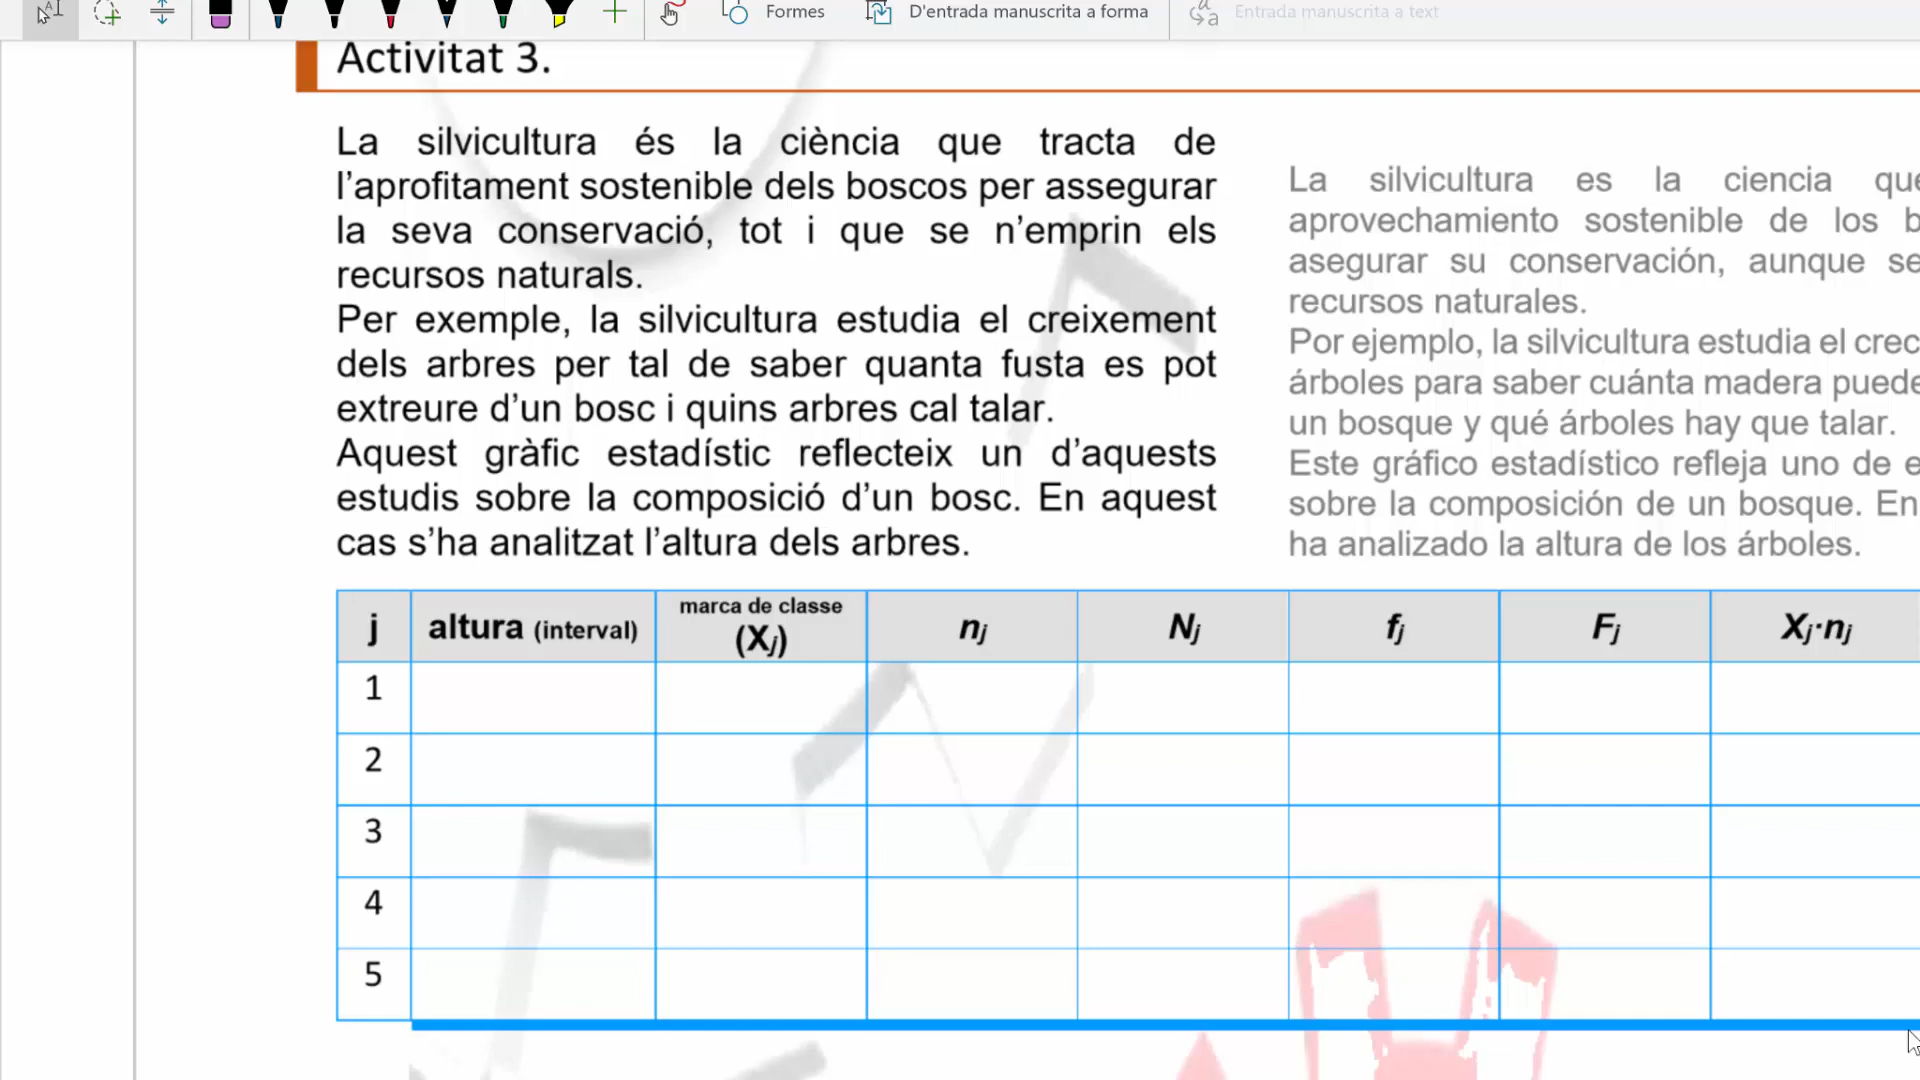 Formes
D'entrada manuscrita a forma
Entrada manuscrita a text
Activitat 3.
La silvicultura és la ciència que tracta de
l'aprofitament sostenible dels boscos per assegurar
la seva conservació, tot i que se n'emprin els
recursos naturals.
Per exemple, la silvicultura estudia el creixement
dels arbres per tal de saber quanta fusta es pot
extreure d'un bosc i quins arbres cal talar.
Aquest gràfic estadístic reflecteix un d'aquests
estudis sobre la composició d'un bosc. En aquest
cas s'ha analitzat l'altura dels arbres.
La silvicultura es la ciencia
aprovechamiento sostenible de los
asegurar su conservación, aunque se
recursos naturales.
Por ejemplo, la silvicultura estudia el
árboles para saber cuánta madera
un bosque y qué árboles hay que talar.
Este gráfico estadístico refleja uno de
sobre la composición de un bosque. En
ha analizado la altura de los árboles.
j altura (interval) marca de classe (Xj) nj Nj fj Fj Xj·nj
1
2
3
4
5